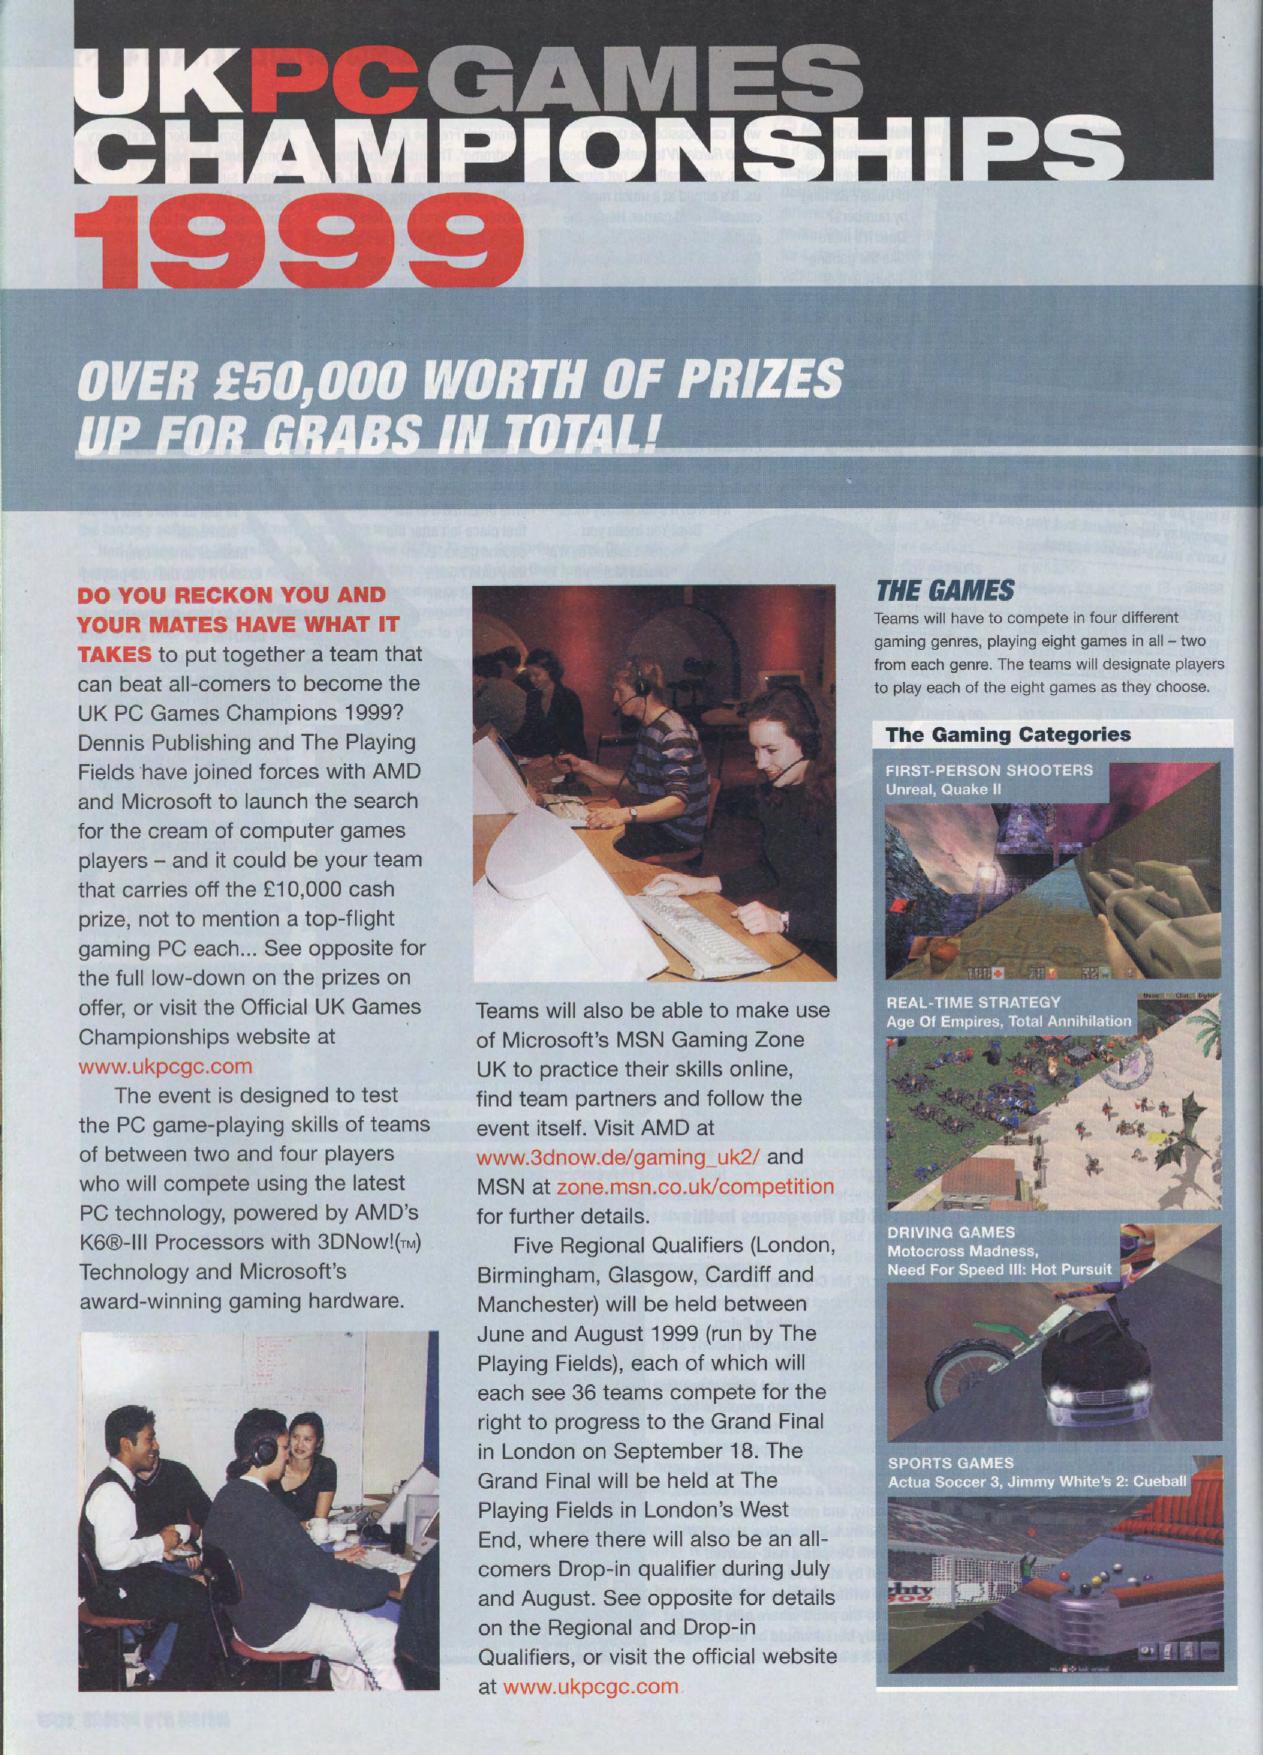 UKPCGAMES
CHAMPIONSHIPS
1999
OVER £50,000 WORTH OF PRIZES
UP FOR GRABS IN TOTAL!
DO YOU RECKON YOU AND
YOUR MATES HAVE WHAT IT
TAKES to put together a team that
can beat all-comers to become the
UK PC Games Champions 1999?
Dennis Publishing and The Playing
Fields have joined forces with AMD
and Microsoft to launch the search
for the cream of computer games
players – and it could be your team
that carries off the £10,000 cash
prize, not to mention a top-flight
gaming PC each... See opposite for
the full low-down on the prizes on
offer, or visit the Official UK Games
Championships website at
www.ukpcgc.com
The event is designed to test
the PC game-playing skills of teams
of between two and four players
who will compete using the latest
PC technology, powered by AMD's
K6®-III Processors with 3DNow!(TM)
Technology and Microsoft's
award-winning gaming hardware.
Teams will also be able to make use
of Microsoft's MSN Gaming Zone
UK to practice their skills online,
find team partners and follow the
event itself. Visit AMD at
www.3dnow.de/gaming_uk2/ and
MSN at zone.msn.co.uk/competition
for further details.
Five Regional Qualifiers (London,
Birmingham, Glasgow, Cardiff and
Manchester) will be held between
June and August 1999 (run by The
Playing Fields), each of which will
each see 36 teams compete for the
right to progress to the Grand Final
in London on September 18. The
Grand Final will be held at The
Playing Fields in London's West
End, where there will also be an all-
comers Drop-in qualifier during July
and August. See opposite for details
on the Regional and Drop-in
Qualifiers, or visit the official website
at www.ukpcgc.com
THE GAMES
Teams will have to compete in four different
gaming genres, playing eight games in all – two
from each genre. The teams will designate players
to play each of the eight games as they choose.
The Gaming Categories
FIRST-PERSON SHOOTERS
Unreal, Quake II
REAL-TIME STRATEGY
Age Of Empires, Total Annihilation
DRIVING GAMES
Motocross Madness,
Need For Speed III: Hot Pursuit
SPORTS GAMES
Actua Soccer 3, Jimmy White's 2: Cueball